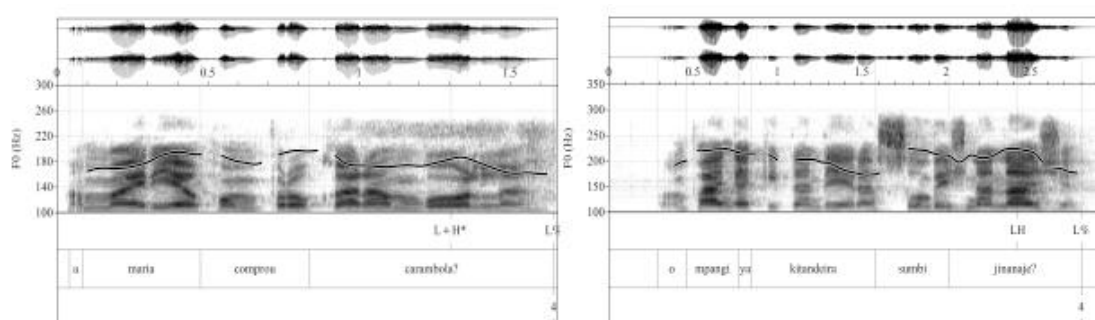 0 0.5 1 1.5
300
260
220
180
140
100
F0 (Hz)
L+H* L%
a maria comprou carambola?
4
0 0.5 1 1.5 2 2.5
350
300
250
200
150
100
F0 (Hz)
LH L%
o mpangi ya kitandeira sumbi jinanaje?
4